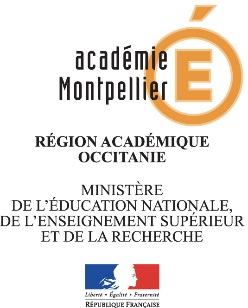 académie
Montpellier É
RÉGION ACADÉMIQUE
OCCITANIE
MINISTÈRE
DE L'ÉDUCATION NATIONALE,
DE L'ENSEIGNEMENT SUPÉRIEUR
ET DE LA RECHERCHE
Liberté • Égalité • Fraternité
RÉPUBLIQUE FRANÇAISE